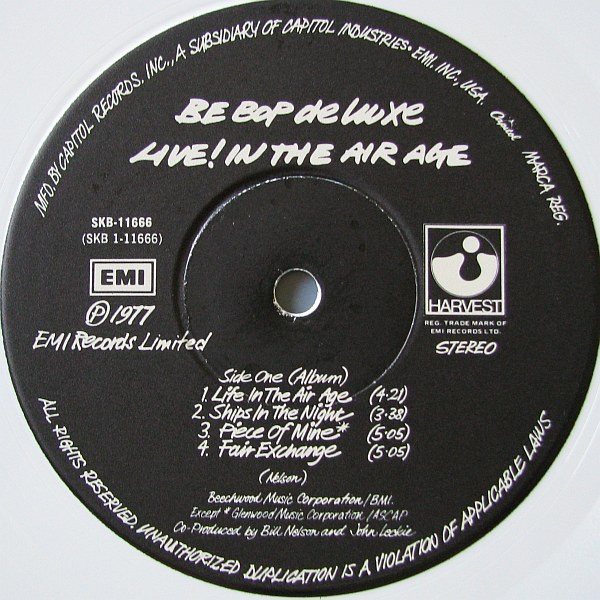 MFD. BY CAPITOL RECORDS, INC., A SUBSIDIARY OF CAPITOL INDUSTRIES • EMI, INC., USA. Capitol MARCA REG.
BE BOP deluxe
LIVE! IN THE AIR AGE
SKB-11666
(SKB 1-11666)
EMI
Ⓟ 1977
EMI Records Limited
HARVEST
REG. TRADE MARK OF
EMI RECORDS LTD.
STEREO
Side One (Album)
1. Life In The Air Age (4·21)
2. Ships In The Night (3·38)
3. Piece Of Mine* (5·05)
4. Fair Exchange (5·05)
(Nelson)
Beechwood Music Corporation/BMI.
Except * Glenwood Music Corporation/ASCAP
Co-Produced by Bill Nelson and John Leckie
ALL RIGHTS RESERVED. UNAUTHORIZED DUPLICATION IS A VIOLATION OF APPLICABLE LAWS